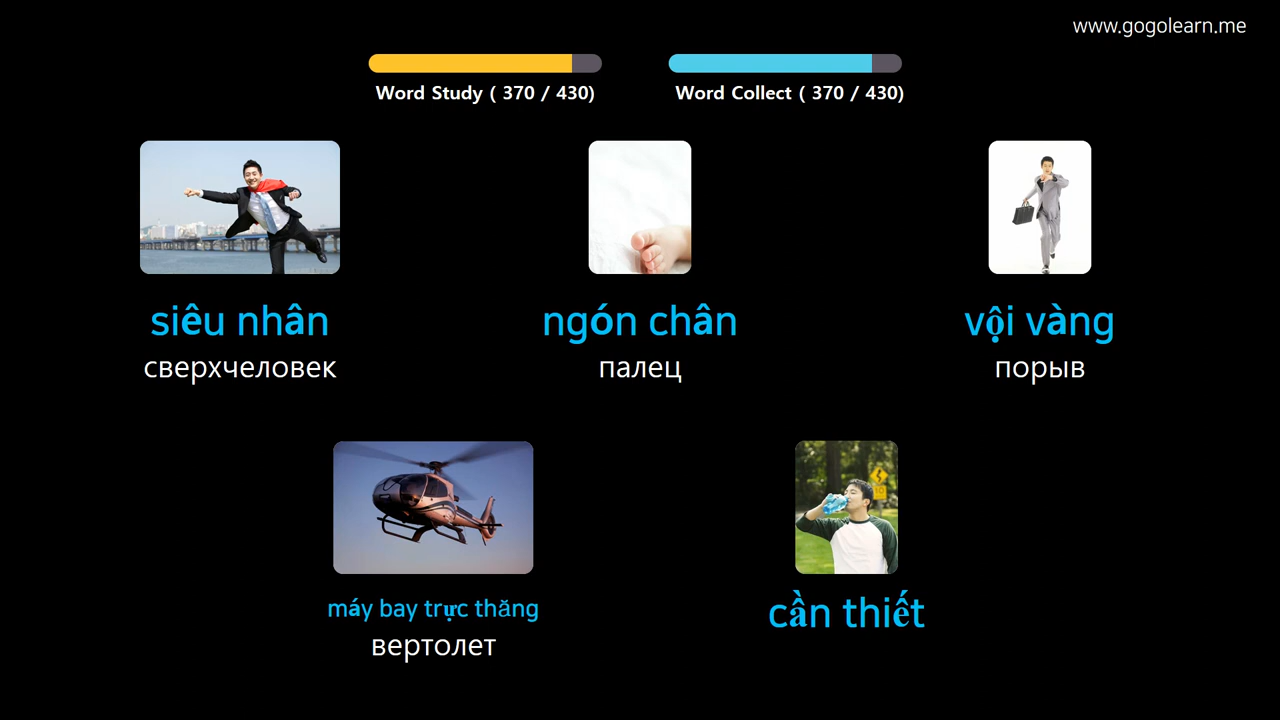 www.gogolearn.me
Word Study ( 370 / 430)
Word Collect ( 370 / 430)
siêu nhân
сверхчеловек
ngón chân
палец
vội vàng
порыв
máy bay trực thăng
вертолет
cần thiết